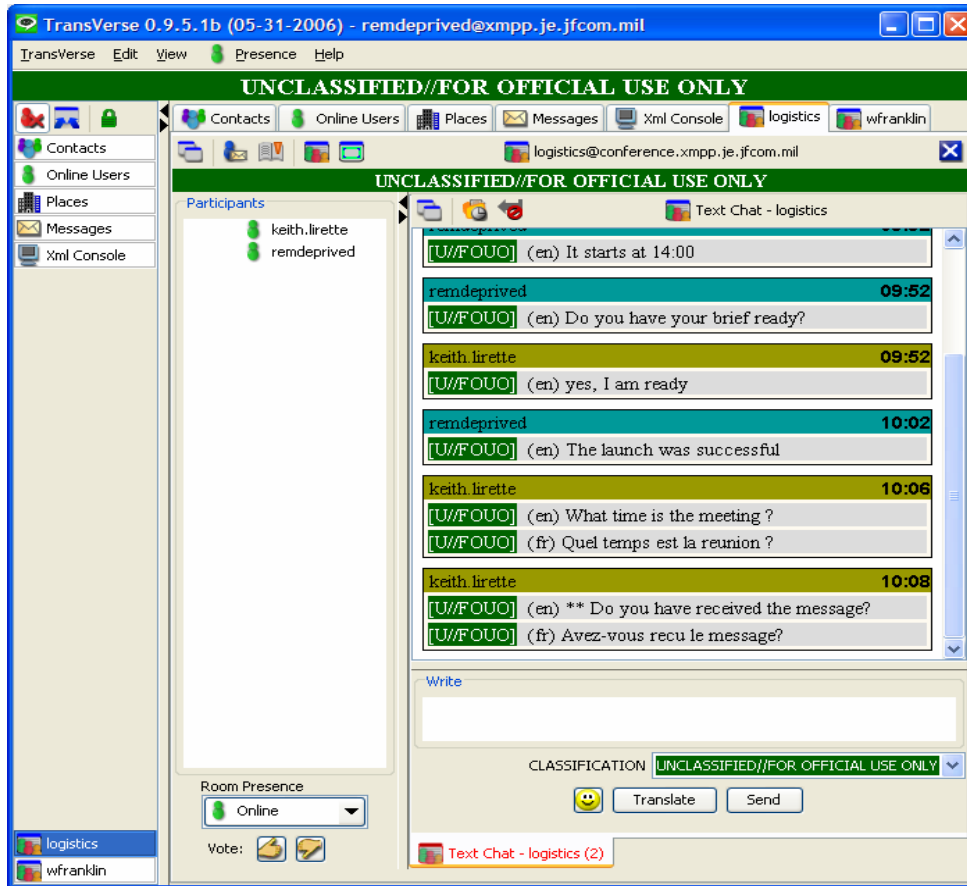 TransVerse 0.9.5.1b (05-31-2006) - remdeprived@xmpp.je.jfcom.mil
TransVerse Edit View Presence Help
UNCLASSIFIED//FOR OFFICIAL USE ONLY
Contacts
Online Users
Places
Messages
Xml Console
Contacts Online Users Places Messages Xml Console logistics wfranklin
logistics@conference.xmpp.je.jfcom.mil
UNCLASSIFIED//FOR OFFICIAL USE ONLY
Participants
keith.lirette
remdeprived
Text Chat - logistics
remdeprived
[U//FOUO] (en) It starts at 14:00
remdeprived 09:52
[U//FOUO] (en) Do you have your brief ready?
keith.lirette 09:52
[U//FOUO] (en) yes, I am ready
remdeprived 10:02
[U//FOUO] (en) The launch was successful
keith.lirette 10:06
[U//FOUO] (en) What time is the meeting ?
[U//FOUO] (fr) Quel temps est la reunion ?
keith.lirette 10:08
[U//FOUO] (en) ** Do you have received the message?
[U//FOUO] (fr) Avez-vous recu le message?
Write
CLASSIFICATION UNCLASSIFIED//FOR OFFICIAL USE ONLY
Translate Send
Text Chat - logistics (2)
Room Presence
Online
Vote:
logistics
wfranklin